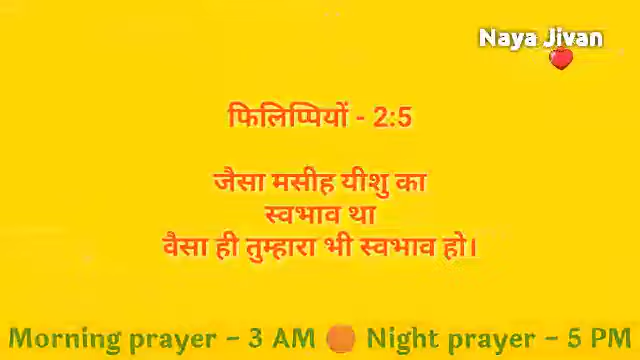 Naya Jivan
फिलिप्पियों - 2:5
जैसा मसीह यीशु का
स्वभाव था
वैसा ही तुम्हारा भी स्वभाव हो।
Morning prayer - 3 AM 🟠 Night prayer - 5 PM